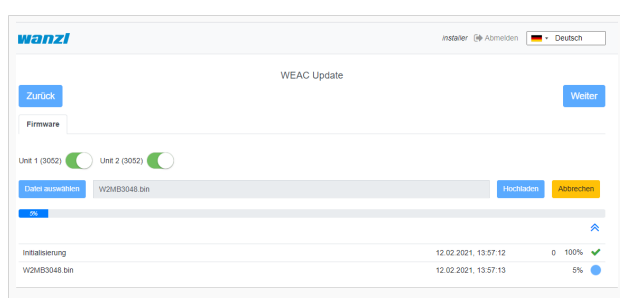 wanzl
installer Abmelden Deutsch
WEAC Update
Zurück Weiter
Firmware
Unit 1 (3052) Unit 2 (3052)
Datei auswählen W2MB3048.bin Hochladen Abbrechen
5%
Initialisierung 12.02.2021, 13:57:12 0 100%
W2MB3048.bin 12.02.2021, 13:57:13 5%